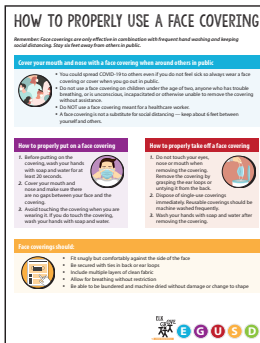 HOW TO PROPERLY USE A FACE COVERING
Remember: Face coverings are only effective in combination with frequent hand washing and keeping
social distancing. Stay six feet away from others in public.
Cover your mouth and nose with a face covering when around others in public
• You could spread COVID-19 to others even if you do not feel sick so always wear a
face covering or cover when you go out in public.
• Do not use a face covering on children under the age of two, anyone who has trouble
breathing, or is unconscious, incapacitated or otherwise unable to remove the covering
without assistance.
• Do NOT use a face covering meant for a healthcare worker.
• A face covering is not a substitute for social distancing — keep about 6 feet between
yourself and others.
How to properly put on a face covering
1. Before putting on the
covering, wash your hands
with soap and water for at
least 20 seconds.
2. Cover your mouth and
nose and make sure there
are no gaps between your face and the
covering.
3. Avoid touching the covering when you are
wearing it. If you do touch the covering,
wash your hands with soap and water.
How to properly take off a face covering
1. Do not touch your eyes,
nose or mouth when
removing the covering.
Remove the covering by
grasping the ear loops or
untying it from the back.
2. Dispose of single-use coverings
immediately. Reusable coverings should be
machine washed frequently.
3. Wash your hands with soap and water after
removing the covering.
Face coverings should:
• Fit snugly but comfortably against the side of the face
• Be secured with ties in back or ear loops
• Include multiple layers of clean fabric
• Allow for breathing without restriction
• Be able to be laundered and machine dried without damage or change to shape
ELK
GROVE
EGUSD